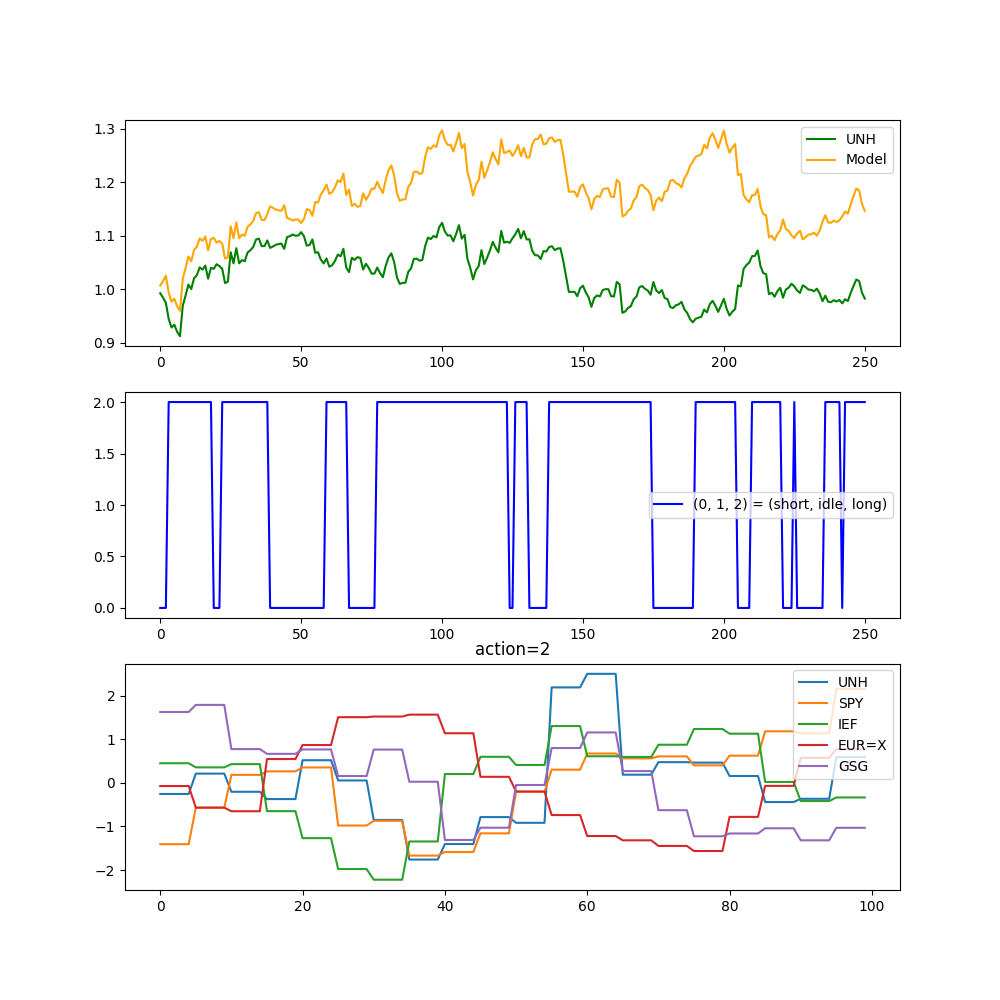 1.3
1.2
1.1
1.0
0.9
UNH
Model
0 50 100 150 200 250
2.0
1.5
1.0
0.5
0.0
(0, 1, 2) = (short, idle, long)
0 50 100 150 200 250
action=2
2
1
0
−1
−2
UNH
SPY
IEF
EUR=X
GSG
0 20 40 60 80 100